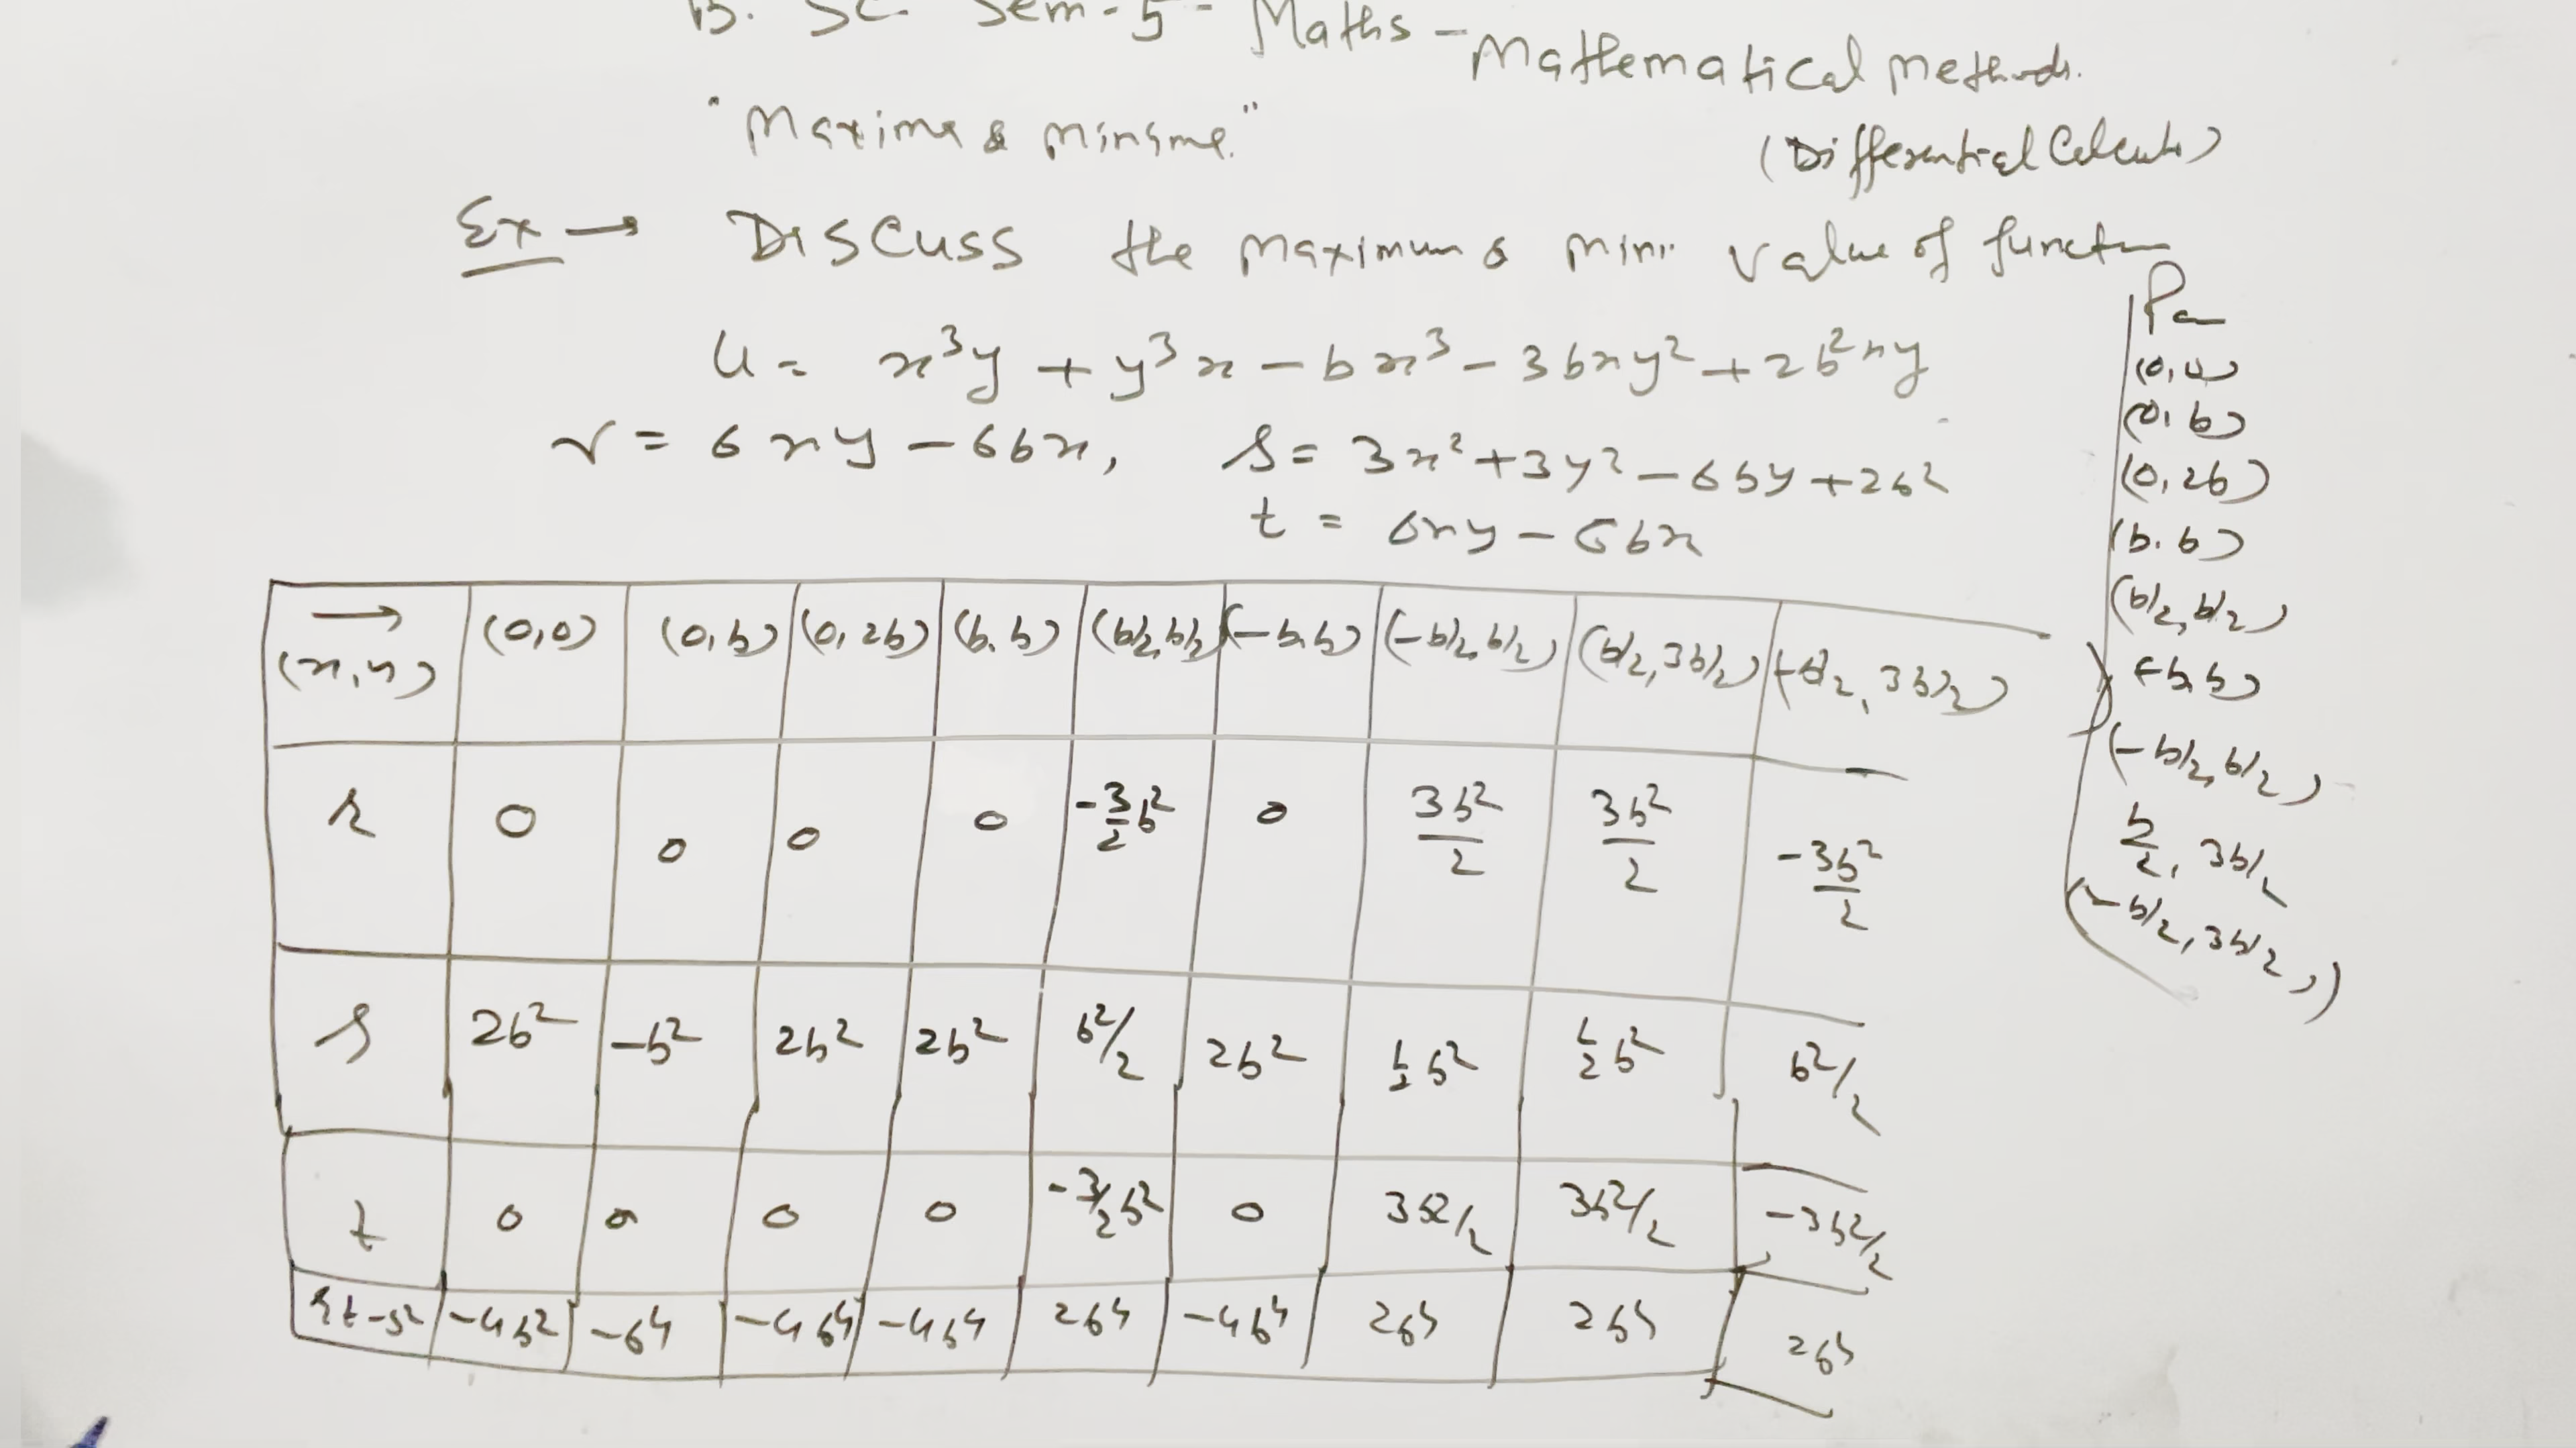 B. SC Sem-5 - Maths - Mathematical Methods.
"Maxima & Minima."
(Differential Calculus)
Ex → DISCUSS the Maximum & Mini value of function
U = x³y + y³x - bx³ - 3bxy² + 2b²xy
r = 6xy - 6bx, s = 3x² + 3y² - 6by + 2b²
t = 6xy - 6bx
(0,0)
(0, b)
(0, 2b)
(b. b)
(b/2, b/2)
(-b, b)
(-b/2, b/2)
b/2, 3b/2
(-b/2, 3b/2,)
→ (x,y) (0,0) (0, b) (0, 2b) (b. b) (b/2, b/2) (-b, b) (-b/2, b/2) (b/2, 3b/2) (-b/2, 3b/2)
r 0 0 0 0 -3/2 b² 0 3b²/2 3b²/2 -3b²/2
s 2b² -b² 2b² 2b² b²/2 2b² 1/2 b² 1/2 b² b²/2
t 0 0 0 0 -3/2 b² 0 3b2/2 3b²/2 -3b2/2
rt-s² -4b² -b4 -4b4 -4b4 2b4 -4b4 2b4 2b4 2b4